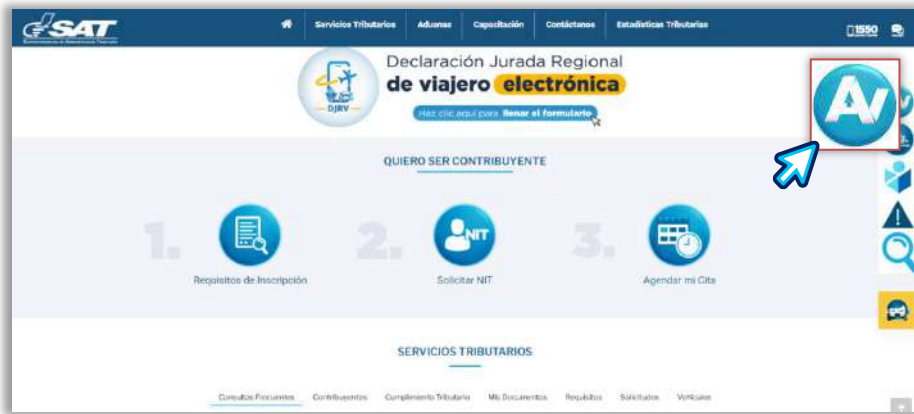 SAT
Servicios Tributarios Aduanas Capacitación Contáctanos Estadísticas Tributarias 1550
Declaración Jurada Regional
de viajero electrónica
DJRV
Haz clic aquí para llenar el formulario
AV
QUIERO SER CONTRIBUYENTE
1. 2. NIT 3.
Requisitos de Inscripción Solicitar NIT Agendar mi Cita
SERVICIOS TRIBUTARIOS
Consultas Frecuentes Contribuyentes Cumplimiento Tributario Mis Documentos Requisitos Solicitudes Vehículos